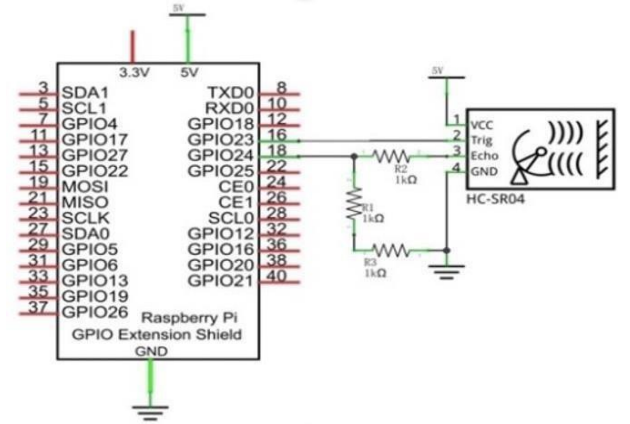 5V
3.3V 5V
3 SDA1 TXD0 8
5 SCL1 RXD0 10
7 GPIO4 GPIO18 12
11 GPIO17 GPIO23 16
13 GPIO27 GPIO24 18
15 GPIO22 GPIO25 22
19 MOSI CE0 24
21 MISO CE1 26
23 SCLK SCL0 28
27 SDA0 GPIO12 32
29 GPIO5 GPIO16 36
31 GPIO6 GPIO20 38
33 GPIO13 GPIO21 40
35 GPIO19
37 GPIO26
Raspberry Pi
GPIO Extension Shield
GND
R2
1kΩ
R1
1kΩ
R3
1kΩ
5V
1 VCC
2 Trig
3 Echo
4 GND
HC-SR04